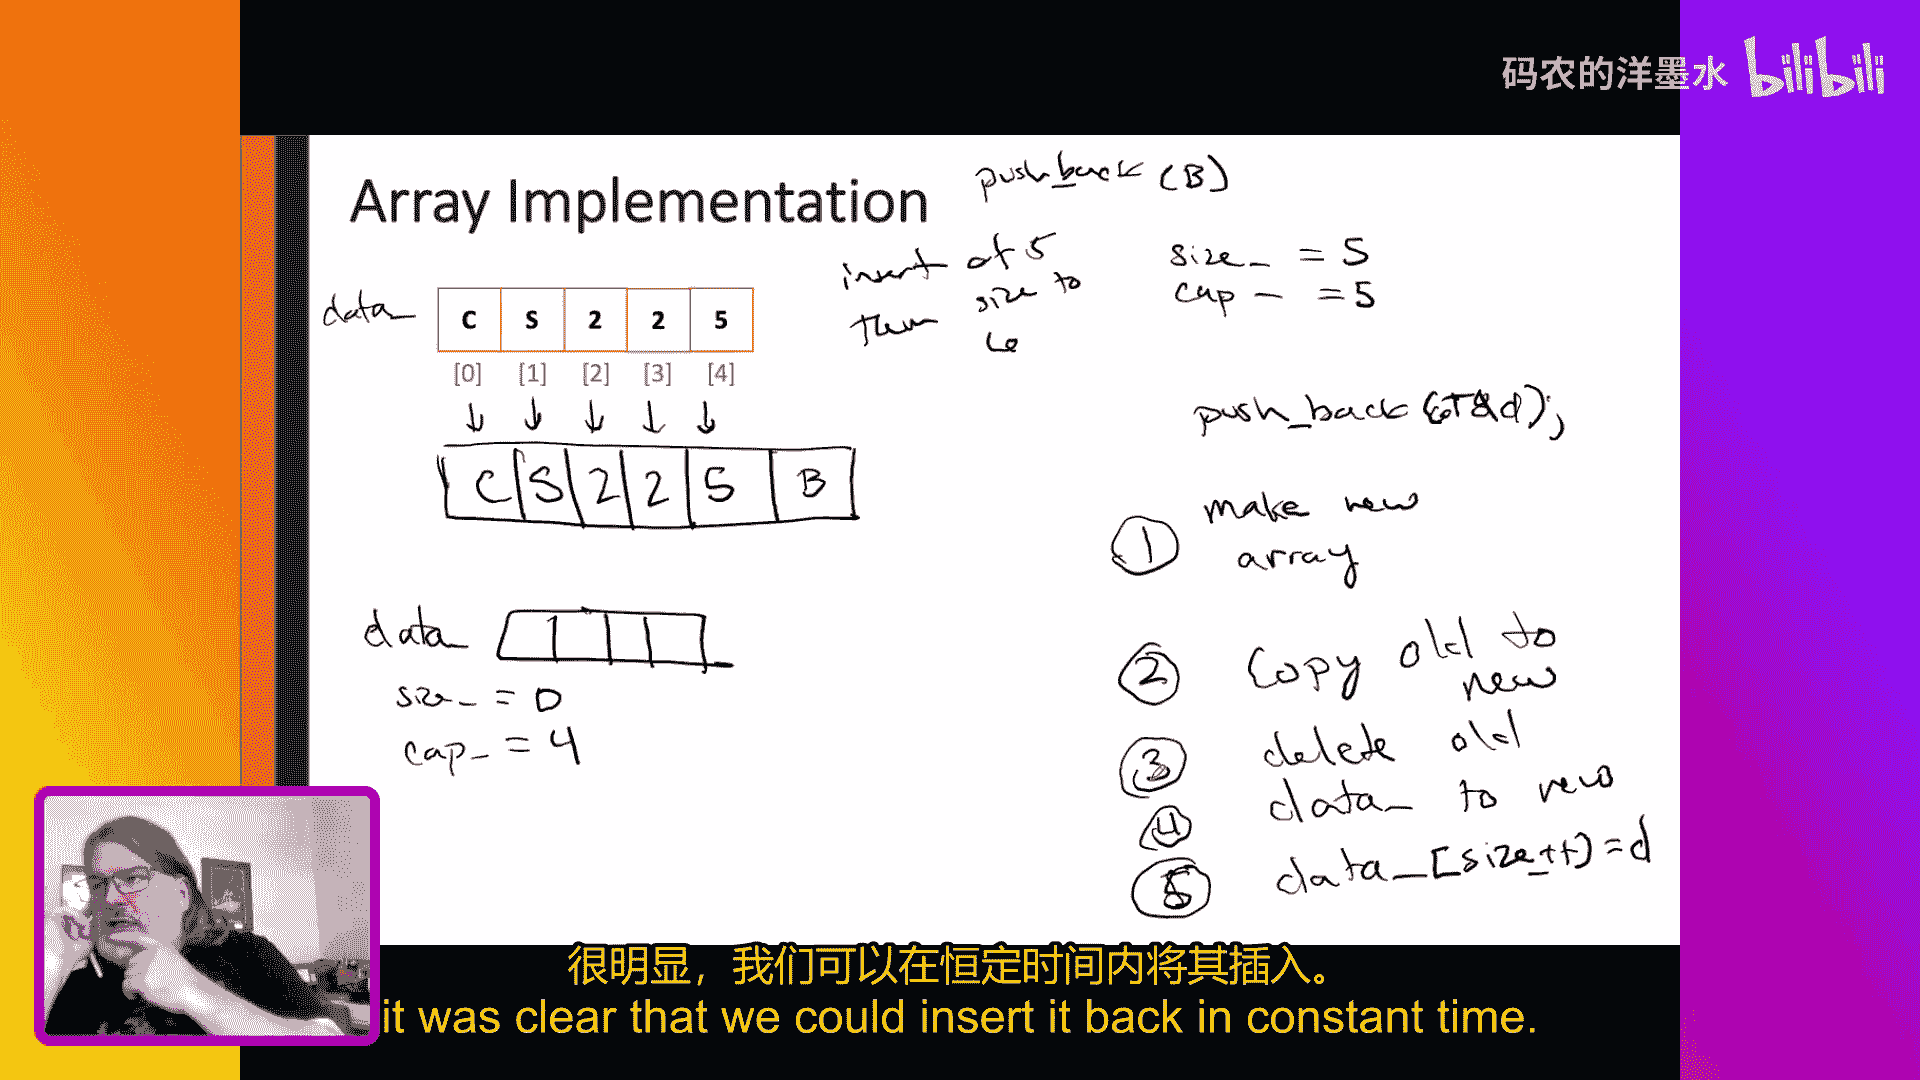 码农的洋墨水 bilibili
Array Implementation
push_back (B)
insert at 5
then size to
6
size_ = 5
cap_ = 5
data_
C S 2 2 5
[0] [1] [2] [3] [4]
C S 2 2 5 B
push_back (T& d);
① make new
array
② Copy old to
new
③ delete old
④ data_ to new
⑤ data_[size_++] = d
data_
size_ = 0
cap_ = 4
很明显，我们可以在恒定时间内将其插入。
it was clear that we could insert it back in constant time.